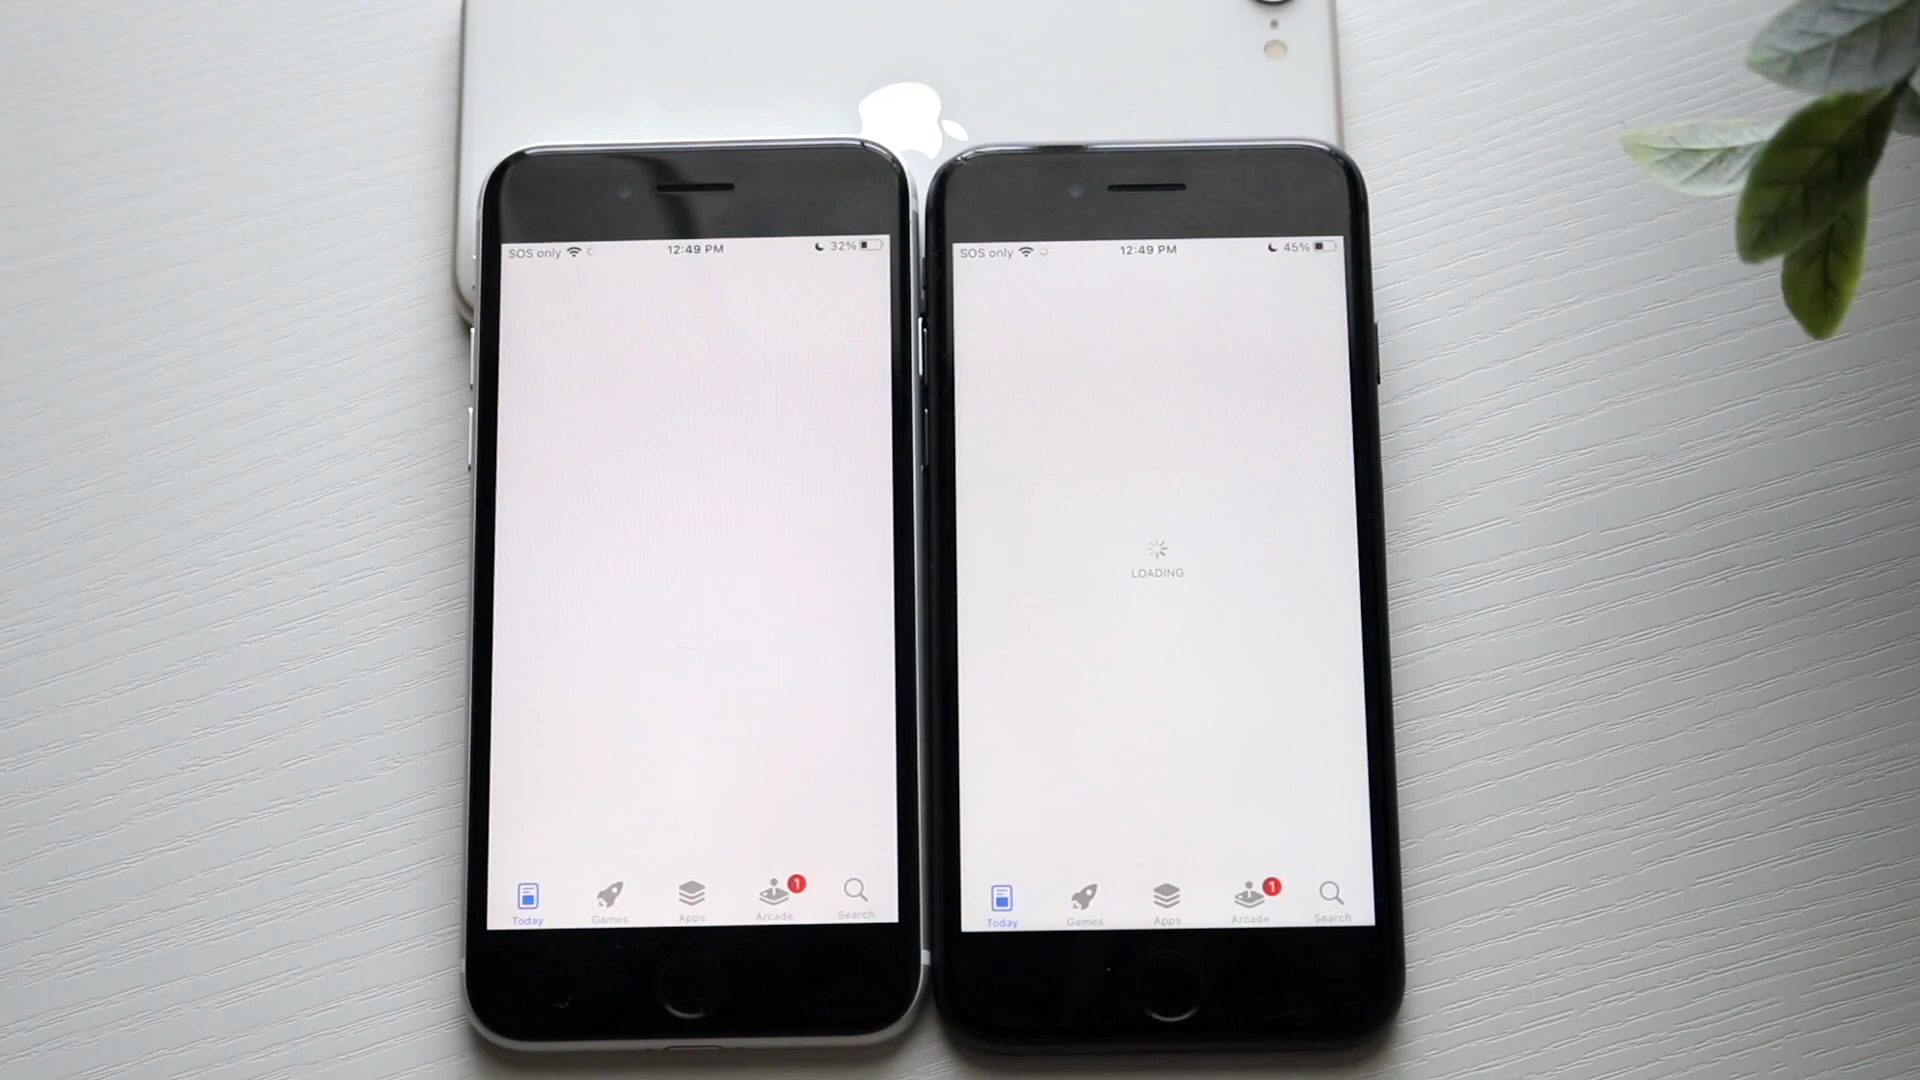 SOS only 12:49 PM 32%
Today Games Apps Arcade 1 Search
SOS only 12:49 PM 45%
LOADING
Today Games Apps Arcade 1 Search